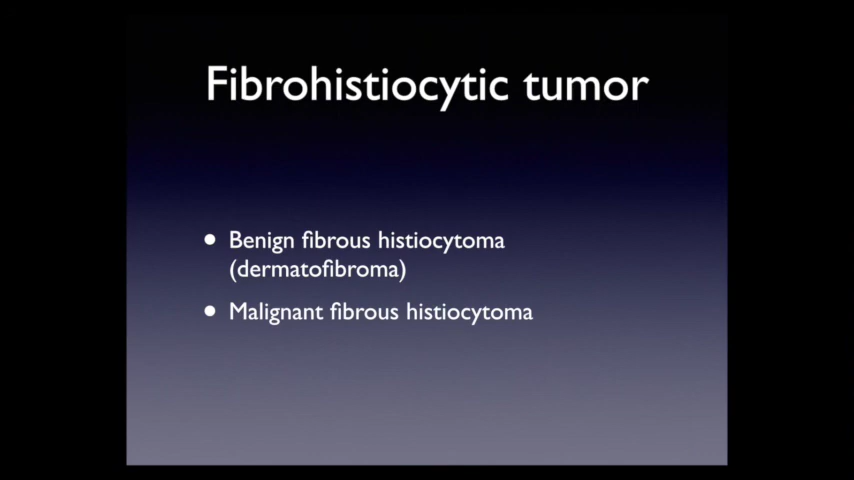 Fibrohistiocytic tumor
• Benign fibrous histiocytoma
(dermatofibroma)
• Malignant fibrous histiocytoma